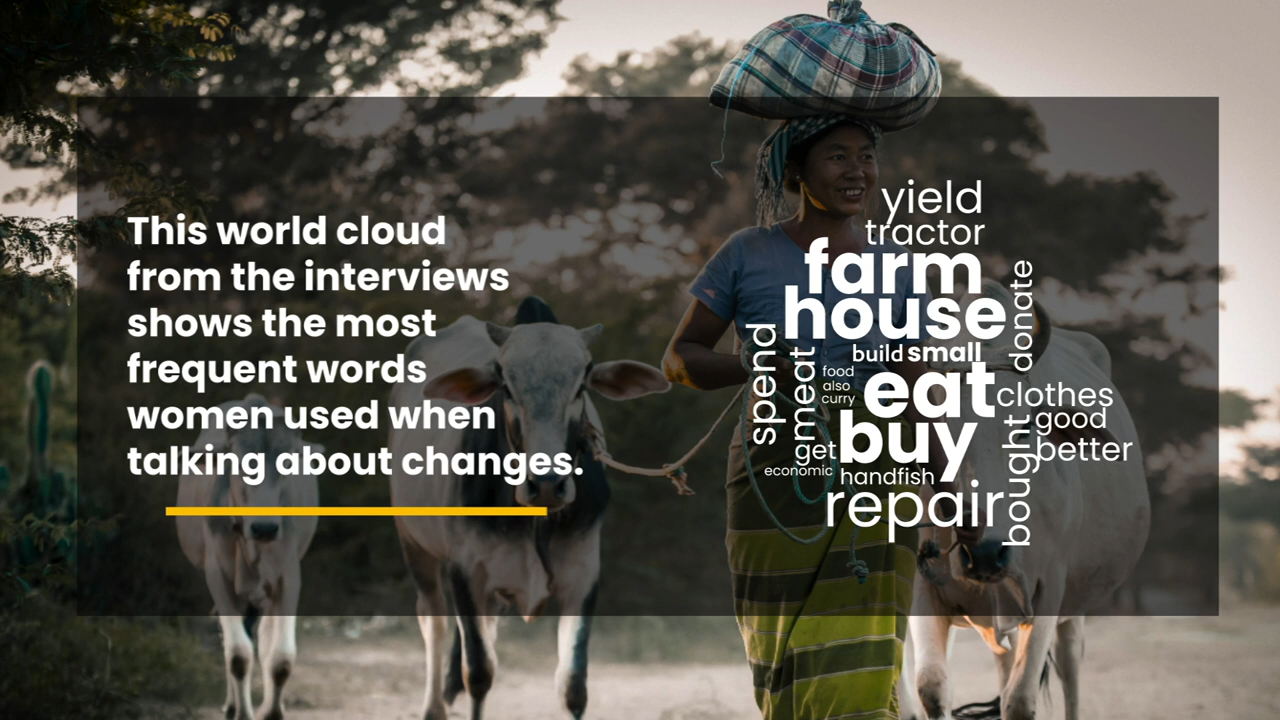 This world cloud
from the interviews
shows the most
frequent words
women used when
talking about changes.
yield
tractor
farm
house
donate
build small
spend
meat
food
also
curry
eat
clothes
good
better
bought
get
buy
economic
handfish
repair